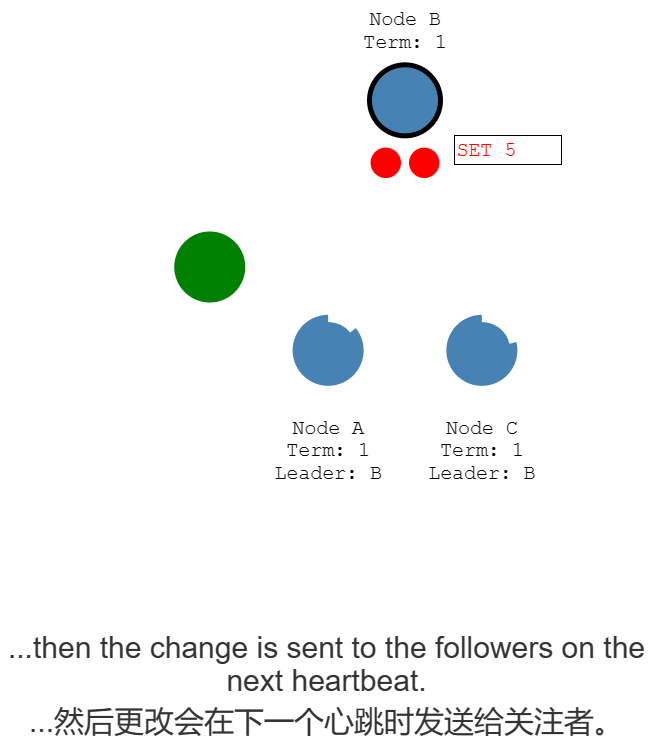 Node B
Term: 1
SET 5
Node A
Term: 1
Leader: B
Node C
Term: 1
Leader: B
...then the change is sent to the followers on the
next heartbeat.
...然后更改会在下一个心跳时发送给关注者。